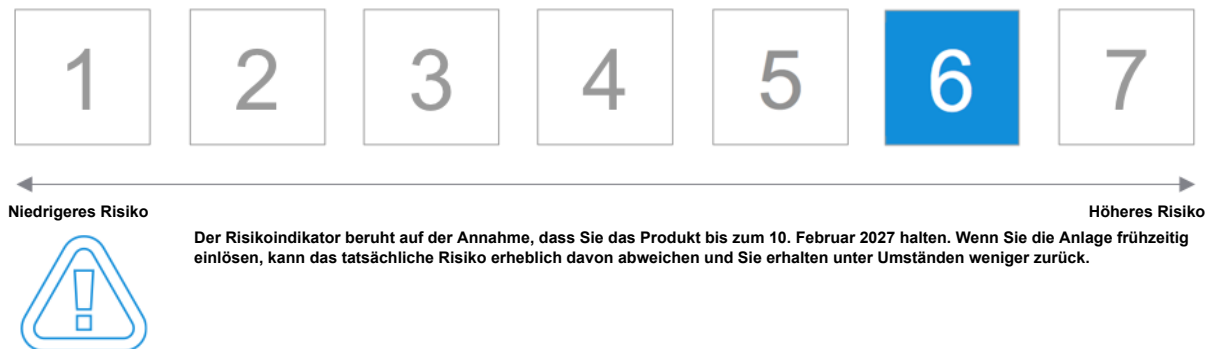 1 2 3 4 5 6 7
Niedrigeres Risiko Höheres Risiko
Der Risikoindikator beruht auf der Annahme, dass Sie das Produkt bis zum 10. Februar 2027 halten. Wenn Sie die Anlage frühzeitig
einlösen, kann das tatsächliche Risiko erheblich davon abweichen und Sie erhalten unter Umständen weniger zurück.